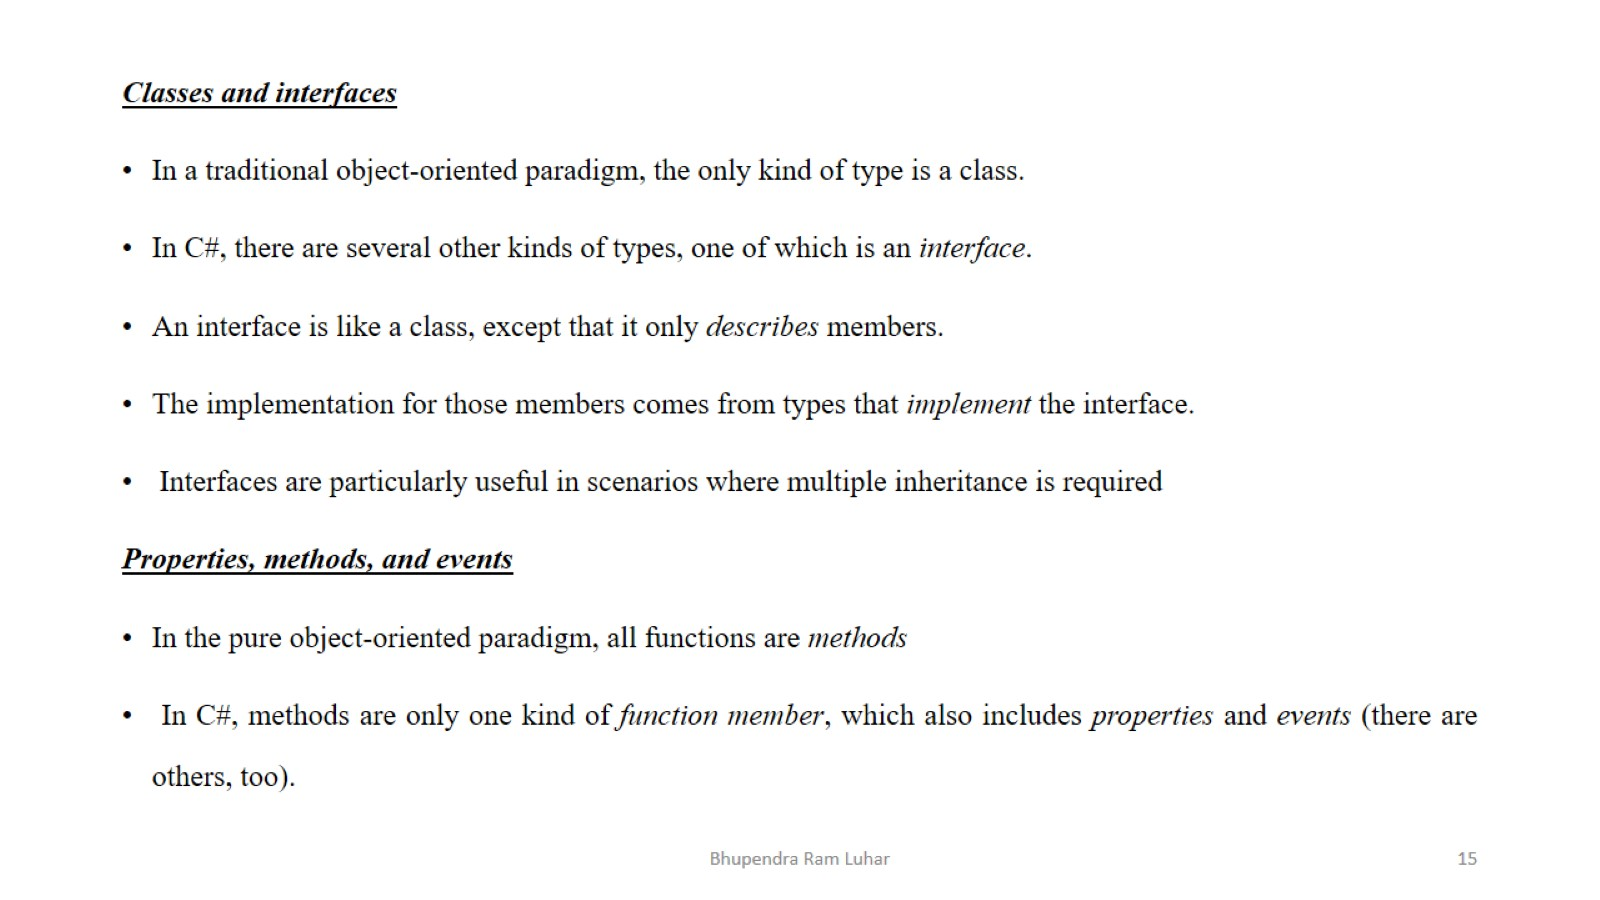 Classes and interfaces
• In a traditional object-oriented paradigm, the only kind of type is a class.
• In C#, there are several other kinds of types, one of which is an interface.
• An interface is like a class, except that it only describes members.
• The implementation for those members comes from types that implement the interface.
• Interfaces are particularly useful in scenarios where multiple inheritance is required
Properties, methods, and events
• In the pure object-oriented paradigm, all functions are methods
• In C#, methods are only one kind of function member, which also includes properties and events (there are
others, too).
Bhupendra Ram Luhar
15